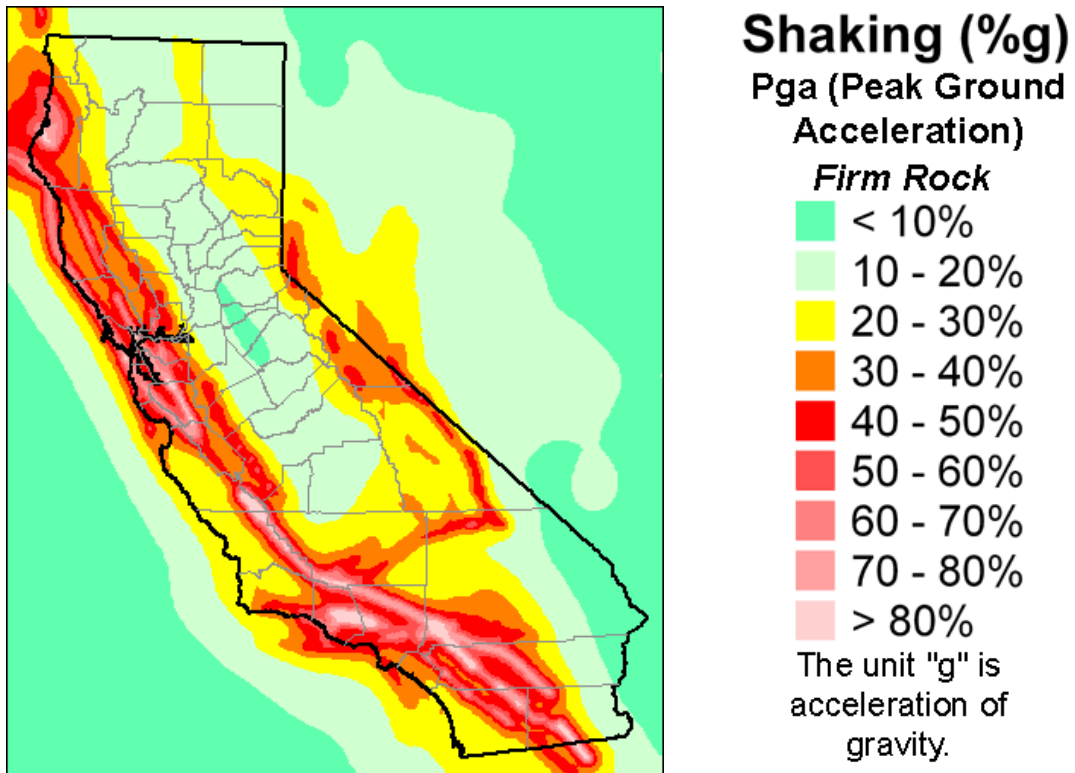 Shaking (%g)
Pga (Peak Ground
Acceleration)
Firm Rock
< 10%
10 - 20%
20 - 30%
30 - 40%
40 - 50%
50 - 60%
60 - 70%
70 - 80%
> 80%
The unit "g" is
acceleration of
gravity.